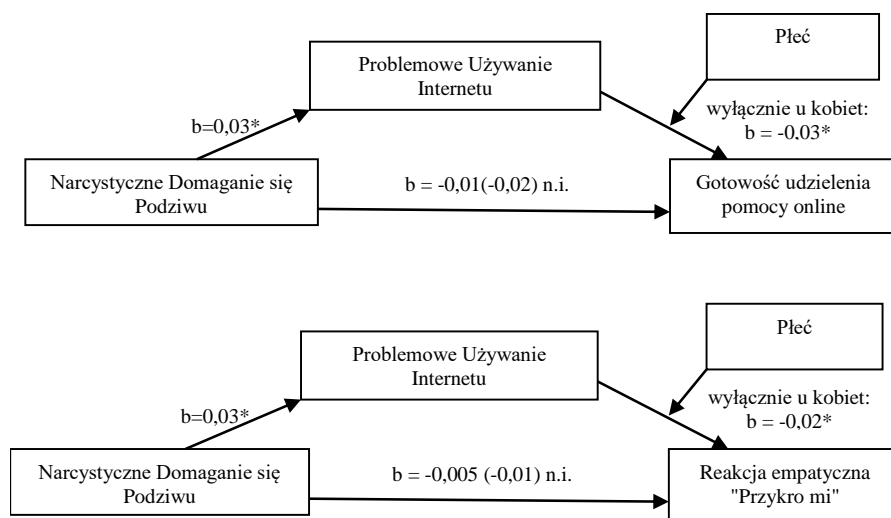 Płeć
Problemowe Używanie
Internetu
wyłącznie u kobiet:
b = -0,03*
b=0,03*
Narcystyczne Domaganie się
Podziwu
b = -0,01(-0,02) n.i.
Gotowość udzielenia
pomocy online
Płeć
Problemowe Używanie
Internetu
wyłącznie u kobiet:
b = -0,02*
b=0,03*
Narcystyczne Domaganie się
Podziwu
b = -0,005 (-0,01) n.i.
Reakcja empatyczna
"Przykro mi"